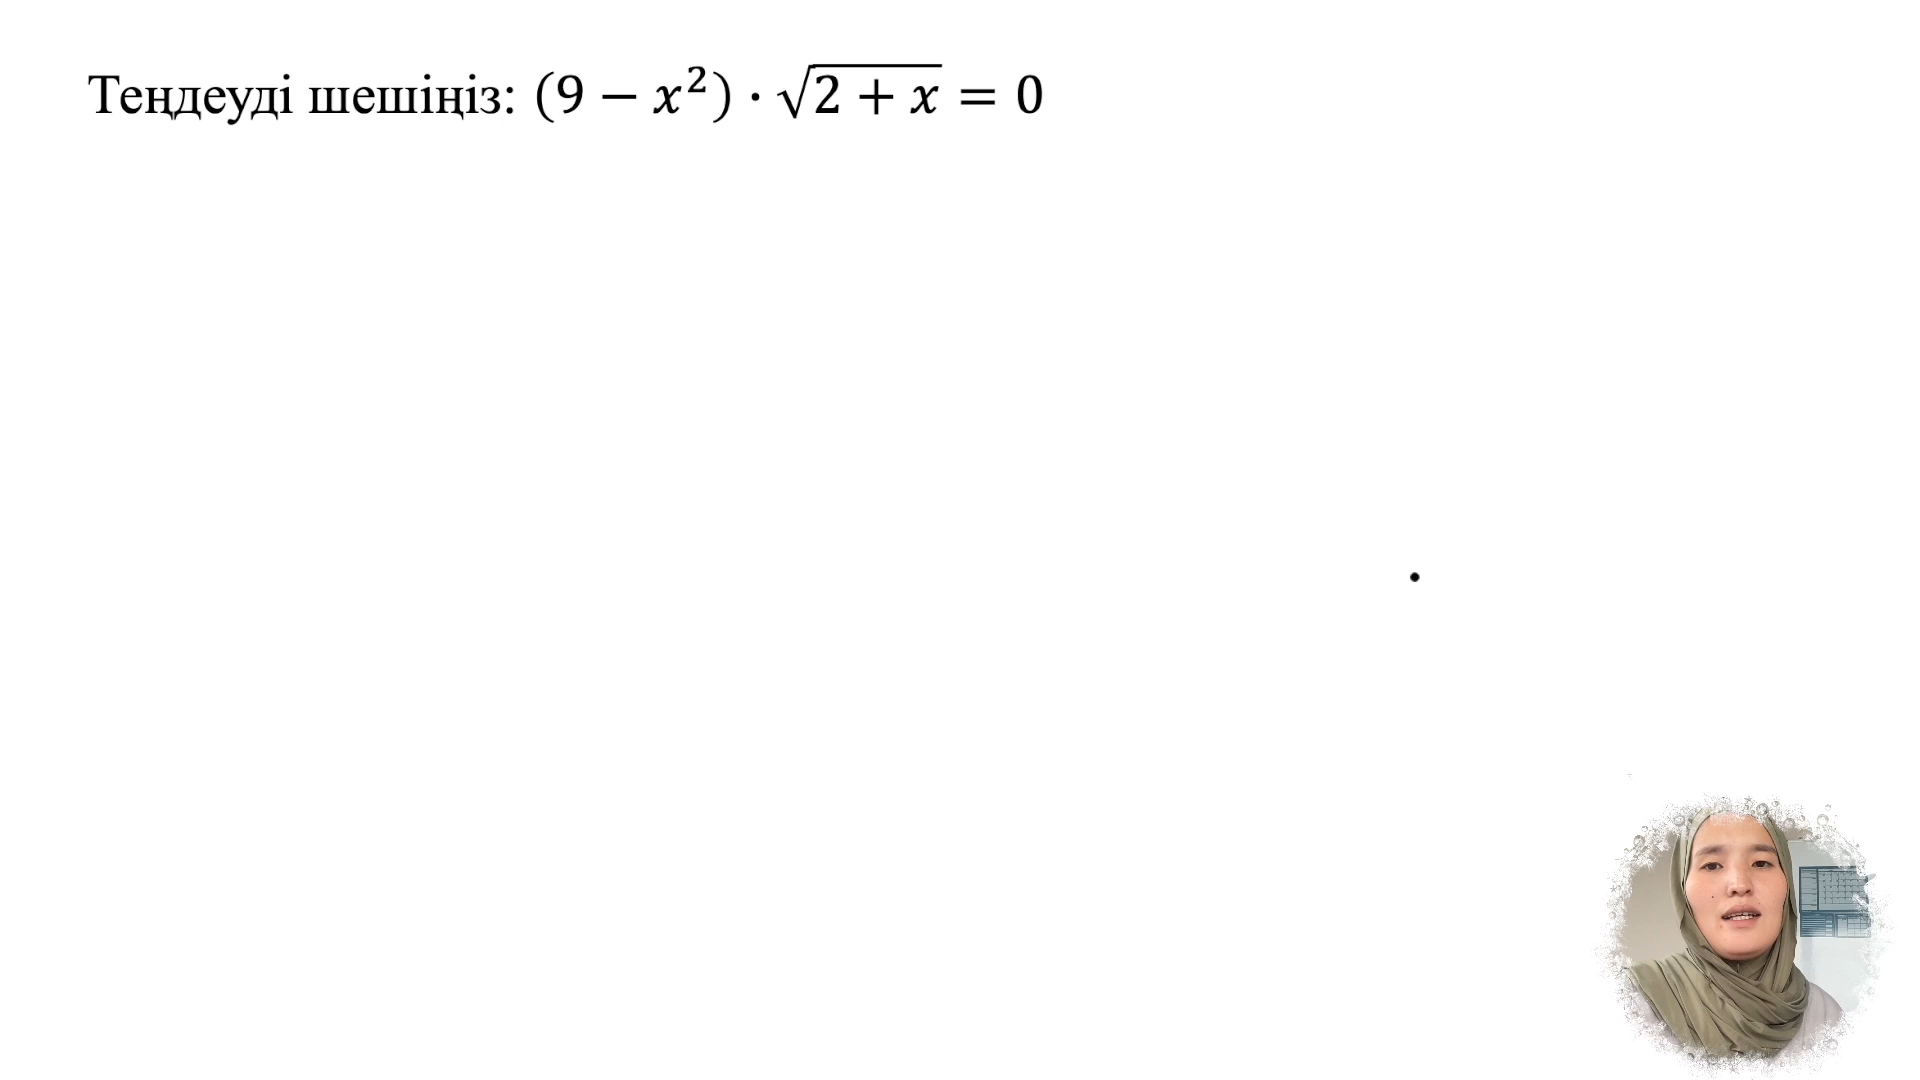 Теңдеуді шешіңіз: (9 − x²) · √(2 + x) = 0